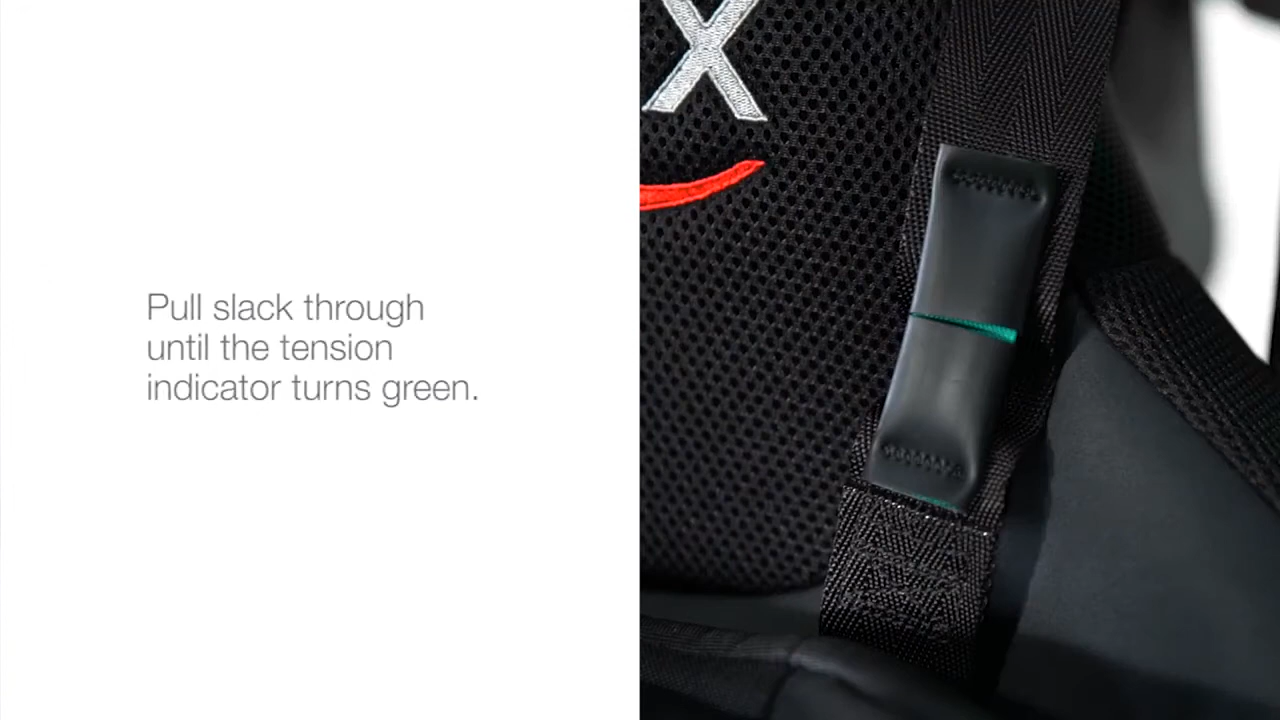 Pull slack through
until the tension
indicator turns green.
X